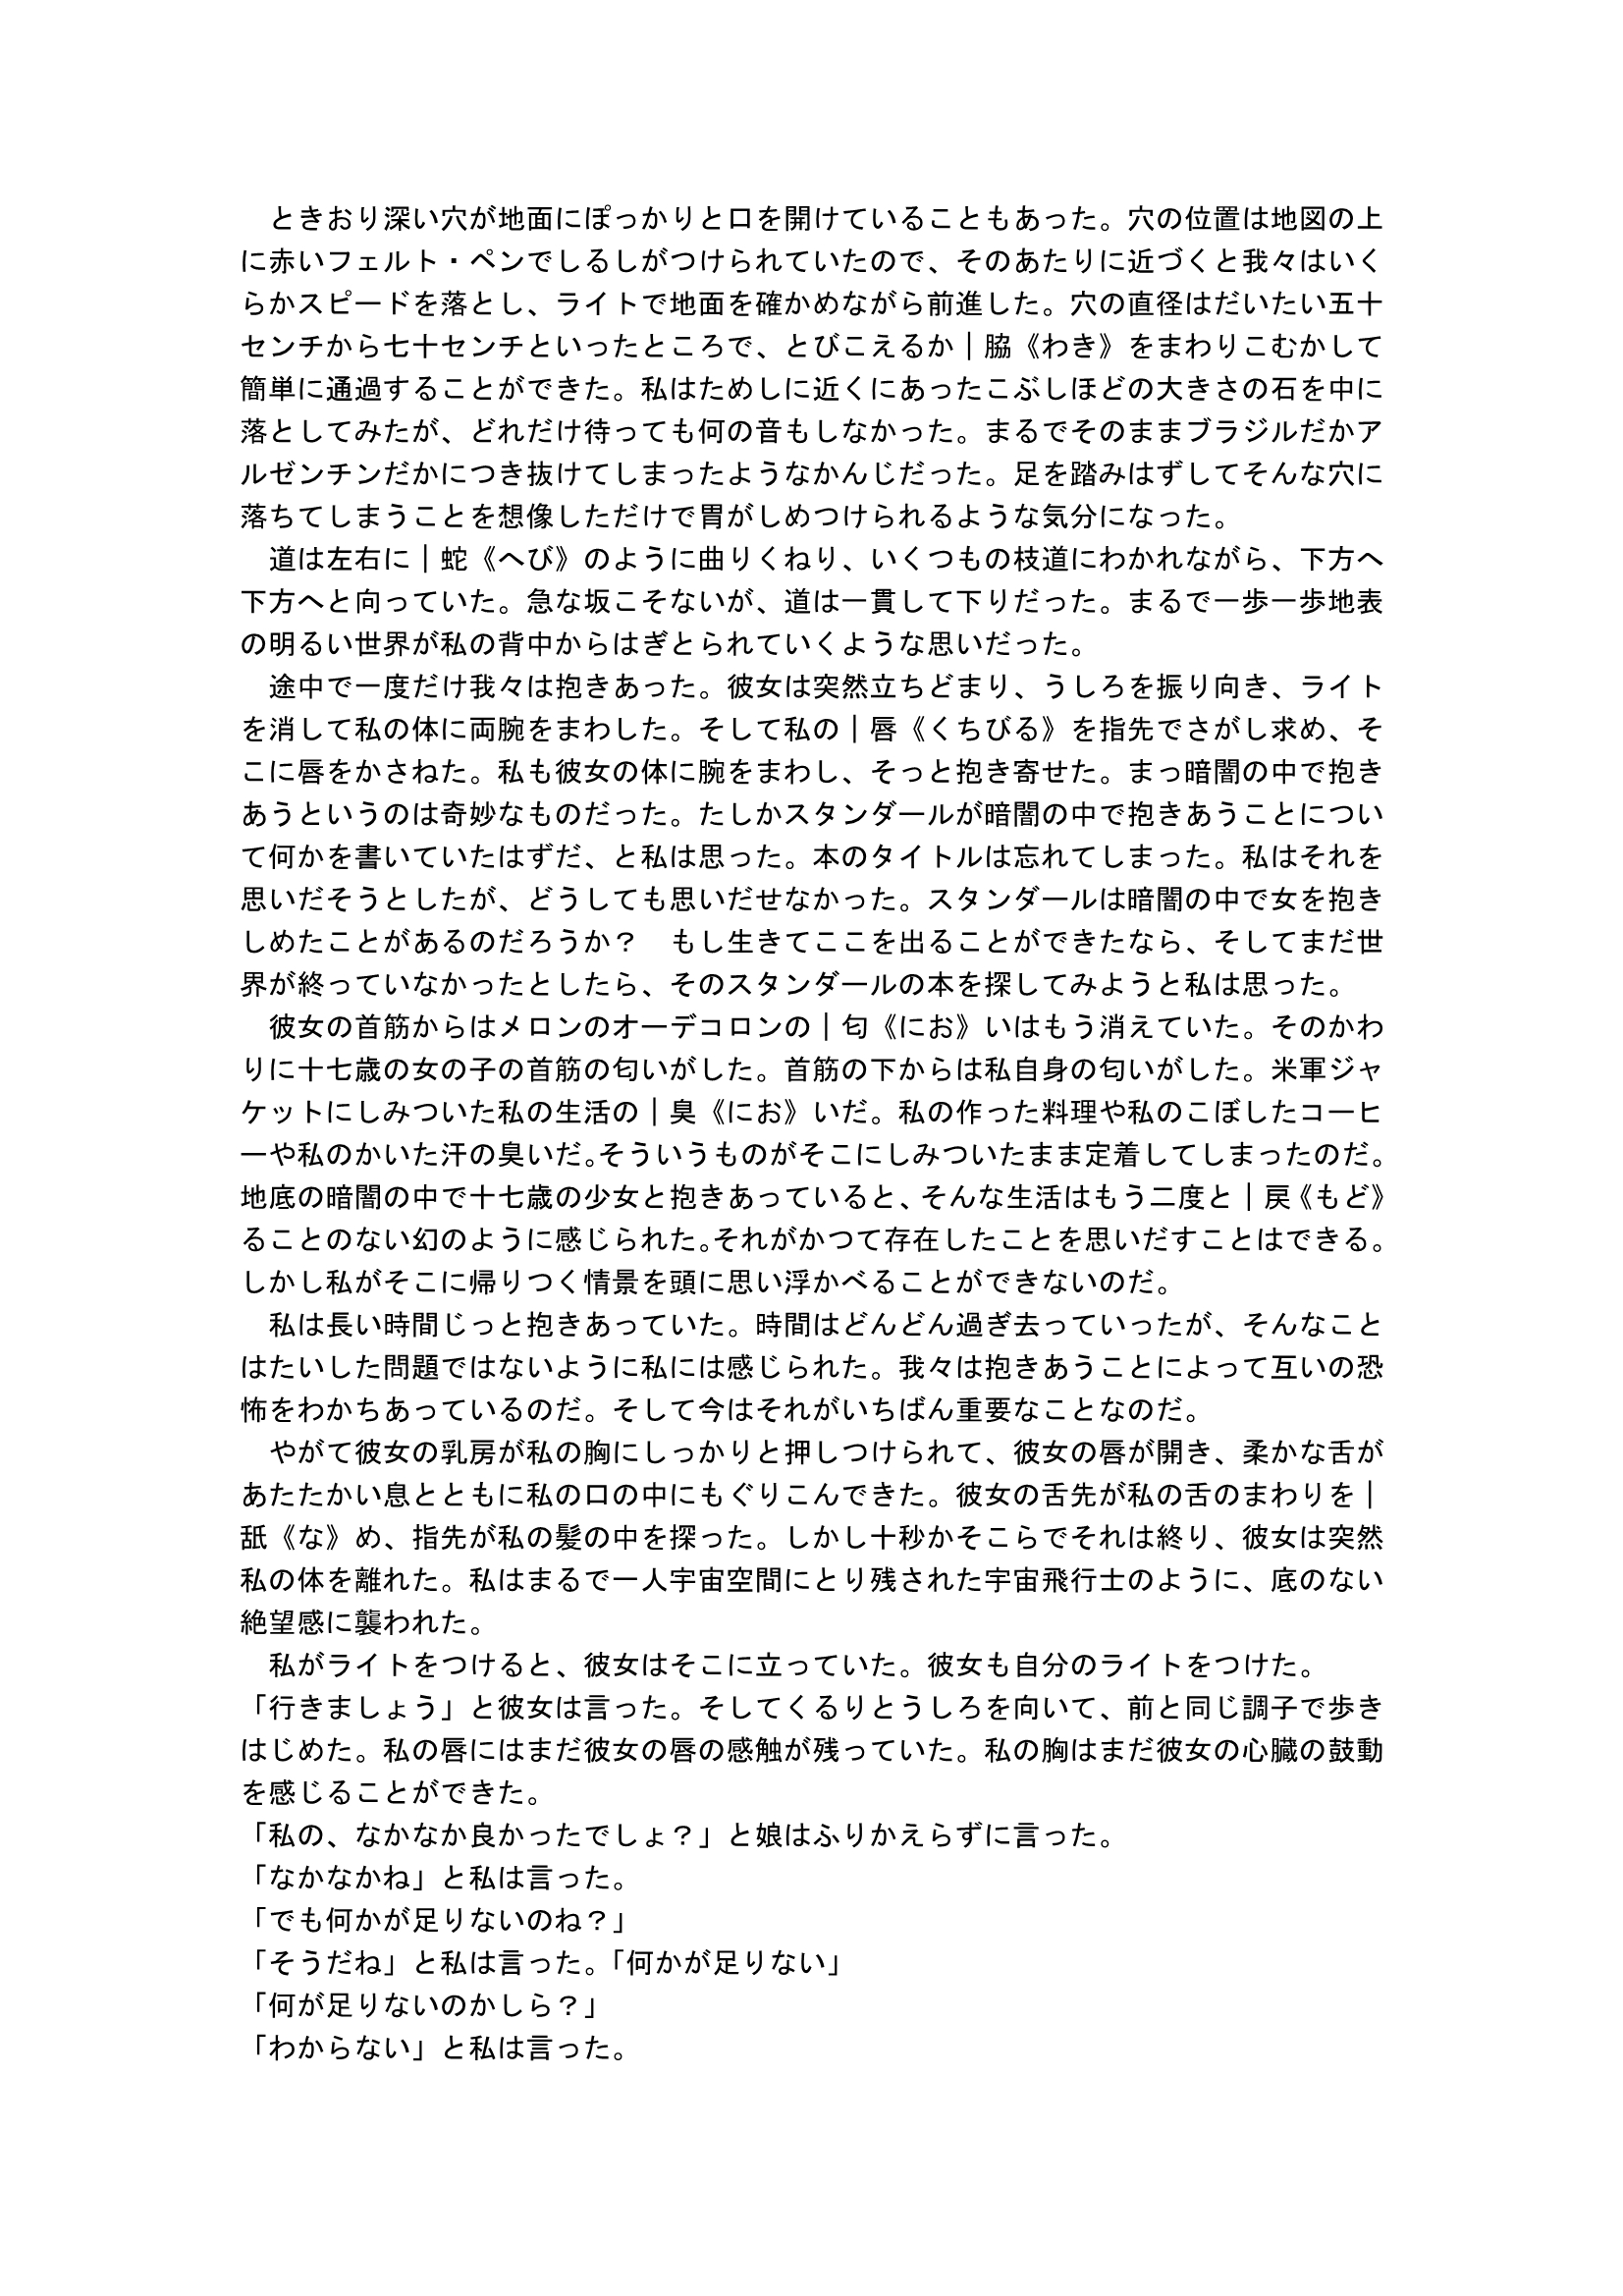 ときおり深い穴が地面にぽっかりと口を開けていることもあった。穴の位置は地図の上
に赤いフェルト・ペンでしるしがつけられていたので、そのあたりに近づくと我々はいく
らかスピードを落とし、ライトで地面を確かめながら前進した。穴の直径はだいたい五十
センチから七十センチといったところで、とびこえるか｜脇《わき》をまわりこむかして
簡単に通過することができた。私はためしに近くにあったこぶしほどの大きさの石を中に
落としてみたが、どれだけ待っても何の音もしなかった。まるでそのままブラジルだかア
ルゼンチンだかにつき抜けてしまったようなかんじだった。足を踏みはずしてそんな穴に
落ちてしまうことを想像しただけで胃がしめつけられるような気分になった。
　道は左右に｜蛇《へび》のように曲りくねり、いくつもの枝道にわかれながら、下方へ
下方へと向っていた。急な坂こそないが、道は一貫して下りだった。まるで一歩一歩地表
の明るい世界が私の背中からはぎとられていくような思いだった。
　途中で一度だけ我々は抱きあった。彼女は突然立ちどまり、うしろを振り向き、ライト
を消して私の体に両腕をまわした。そして私の｜唇《くちびる》を指先でさがし求め、そ
こに唇をかさねた。私も彼女の体に腕をまわし、そっと抱き寄せた。まっ暗闇の中で抱き
あうというのは奇妙なものだった。たしかスタンダールが暗闇の中で抱きあうことについ
て何かを書いていたはずだ、と私は思った。本のタイトルは忘れてしまった。私はそれを
思いだそうとしたが、どうしても思いだせなかった。スタンダールは暗闇の中で女を抱き
しめたことがあるのだろうか？　もし生きてここを出ることができたなら、そしてまだ世
界が終っていなかったとしたら、そのスタンダールの本を探してみようと私は思った。
　彼女の首筋からはメロンのオーデコロンの｜匂《にお》いはもう消えていた。そのかわ
りに十七歳の女の子の首筋の匂いがした。首筋の下からは私自身の匂いがした。米軍ジャ
ケットにしみついた私の生活の｜臭《にお》いだ。私の作った料理や私のこぼしたコーヒ
ーや私のかいた汗の臭いだ。そういうものがそこにしみついたまま定着してしまったのだ。
地底の暗闇の中で十七歳の少女と抱きあっていると、そんな生活はもう二度と｜戻《もど》
ることのない幻のように感じられた。それがかつて存在したことを思いだすことはできる。
しかし私がそこに帰りつく情景を頭に思い浮かべることができないのだ。
　私は長い時間じっと抱きあっていた。時間はどんどん過ぎ去っていったが、そんなこと
はたいした問題ではないように私には感じられた。我々は抱きあうことによって互いの恐
怖をわかちあっているのだ。そして今はそれがいちばん重要なことなのだ。
　やがて彼女の乳房が私の胸にしっかりと押しつけられて、彼女の唇が開き、柔かな舌が
あたたかい息とともに私の口の中にもぐりこんできた。彼女の舌先が私の舌のまわりを｜
舐《な》め、指先が私の髪の中を探った。しかし十秒かそこらでそれは終り、彼女は突然
私の体を離れた。私はまるで一人宇宙空間にとり残された宇宙飛行士のように、底のない
絶望感に襲われた。
　私がライトをつけると、彼女はそこに立っていた。彼女も自分のライトをつけた。
「行きましょう」と彼女は言った。そしてくるりとうしろを向いて、前と同じ調子で歩き
はじめた。私の唇にはまだ彼女の唇の感触が残っていた。私の胸はまだ彼女の心臓の鼓動
を感じることができた。
「私の、なかなか良かったでしょ？」と娘はふりかえらずに言った。
「なかなかね」と私は言った。
「でも何かが足りないのね？」
「そうだね」と私は言った。「何かが足りない」
「何が足りないのかしら？」
「わからない」と私は言った。